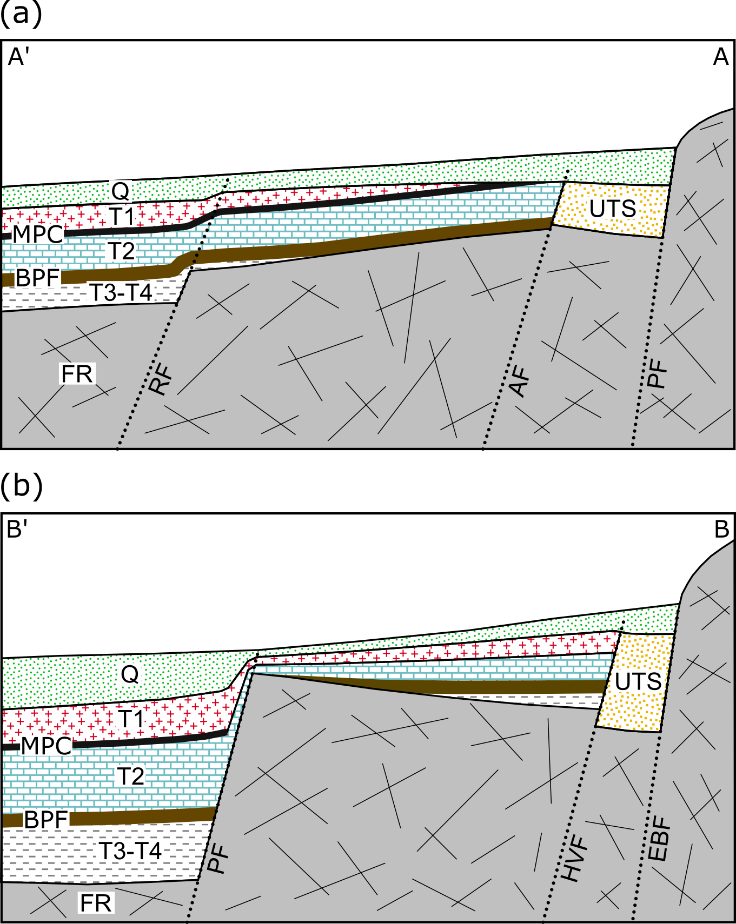 (a)
A'
A
Q
T1
UTS
MPC
T2
BPF
T3-T4
FR
RF
AF
PF
(b)
B'
B
Q
T1
UTS
MPC
T2
BPF
T3-T4
PF
HVF
EBF
FR